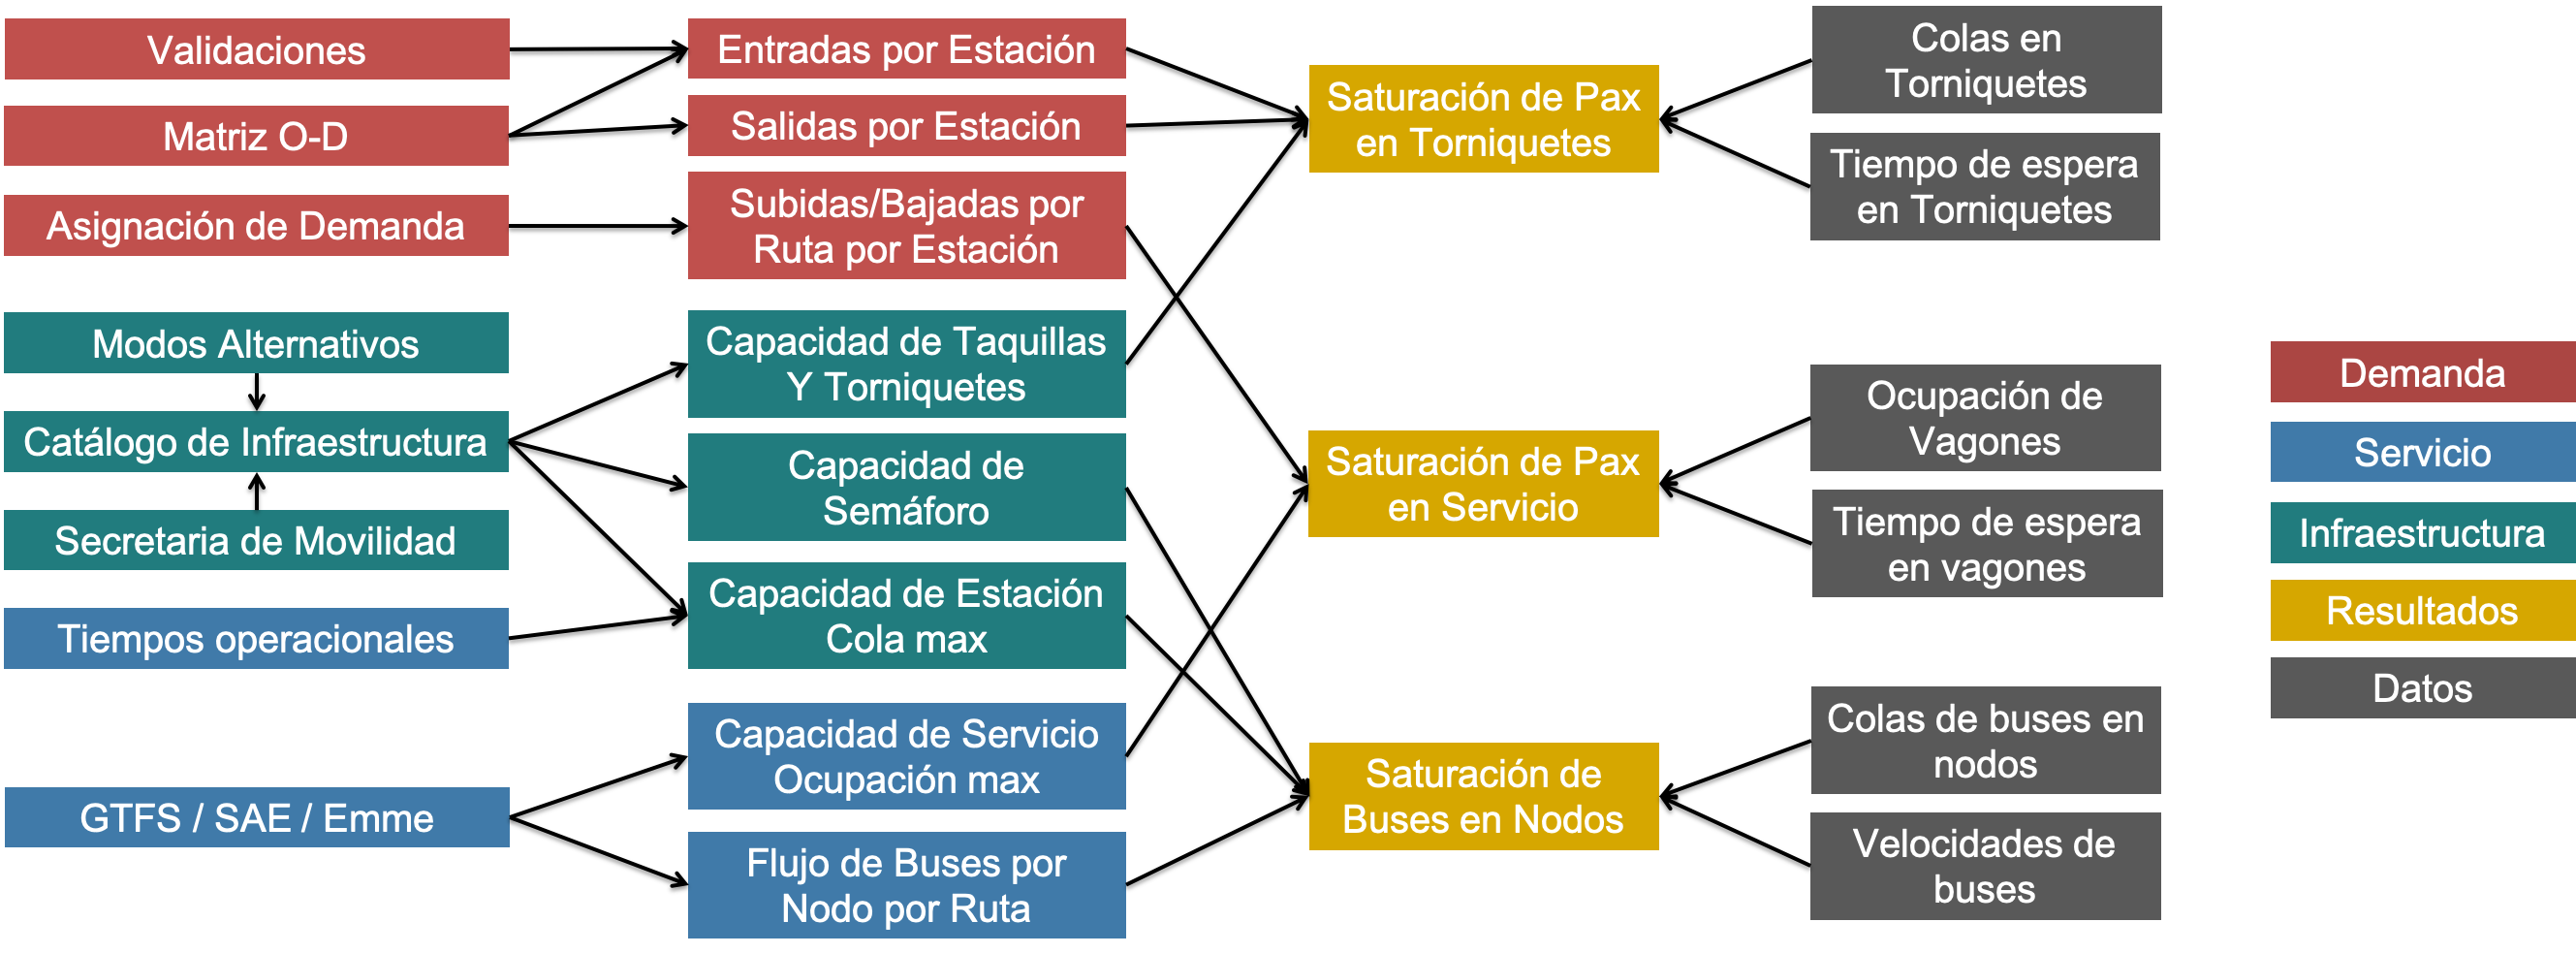 Validaciones
Matriz O-D
Asignación de Demanda
Modos Alternativos
Catálogo de Infraestructura
Secretaria de Movilidad
Tiempos operacionales
GTFS / SAE / Emme
Entradas por Estación
Salidas por Estación
Subidas/Bajadas por
Ruta por Estación
Capacidad de Taquillas
Y Torniquetes
Capacidad de
Semáforo
Capacidad de Estación
Cola max
Capacidad de Servicio
Ocupación max
Flujo de Buses por
Nodo por Ruta
Saturación de Pax
en Torniquetes
Saturación de Pax
en Servicio
Saturación de
Buses en Nodos
Colas en
Torniquetes
Tiempo de espera
en Torniquetes
Ocupación de
Vagones
Tiempo de espera
en vagones
Colas de buses en
nodos
Velocidades de
buses
Demanda
Servicio
Infraestructura
Resultados
Datos